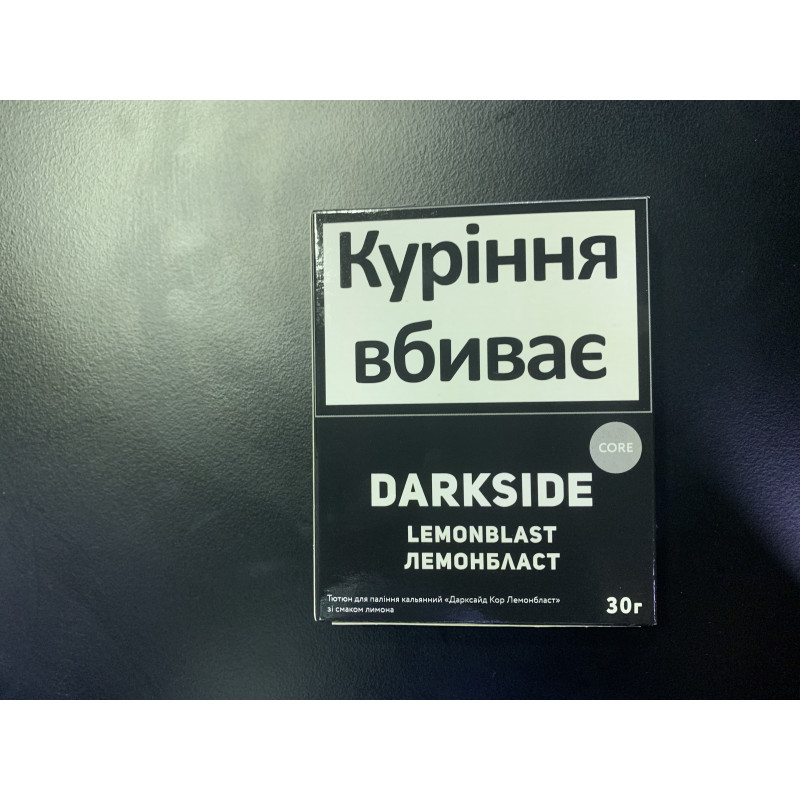 Куріння
вбиває
CORE
DARKSIDE
LEMONBLAST
ЛЕМОНБЛАСТ
Тютюн для паління кальянний «Дарксайд Кор Лемонбласт»
зі смаком лимона
30г